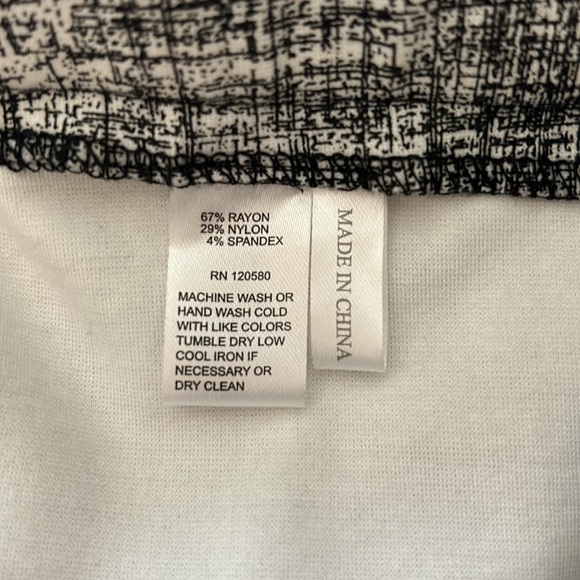 67% RAYON
29% NYLON
4% SPANDEX
RN 120580
MACHINE WASH OR
HAND WASH COLD
WITH LIKE COLORS
TUMBLE DRY LOW
COOL IRON IF
NECESSARY OR
DRY CLEAN
MADE IN CHINA